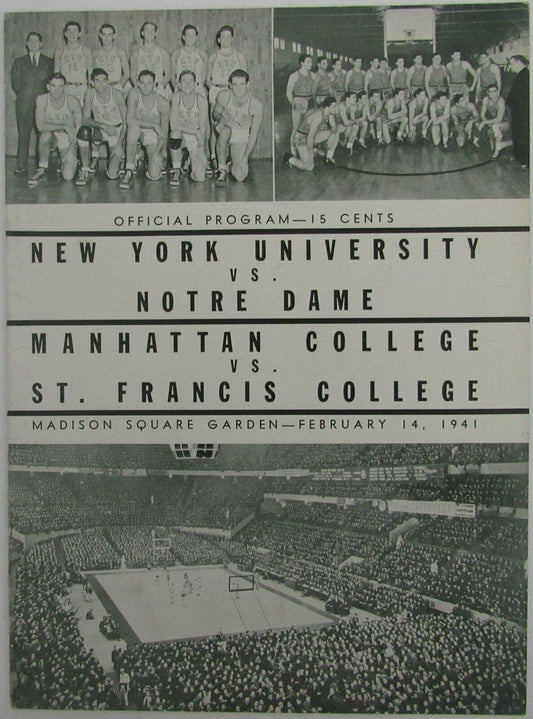 OFFICIAL PROGRAM—15 CENTS
NEW YORK UNIVERSITY
VS.
NOTRE DAME
MANHATTAN COLLEGE
VS.
ST. FRANCIS COLLEGE
MADISON SQUARE GARDEN—FEBRUARY 14, 1941